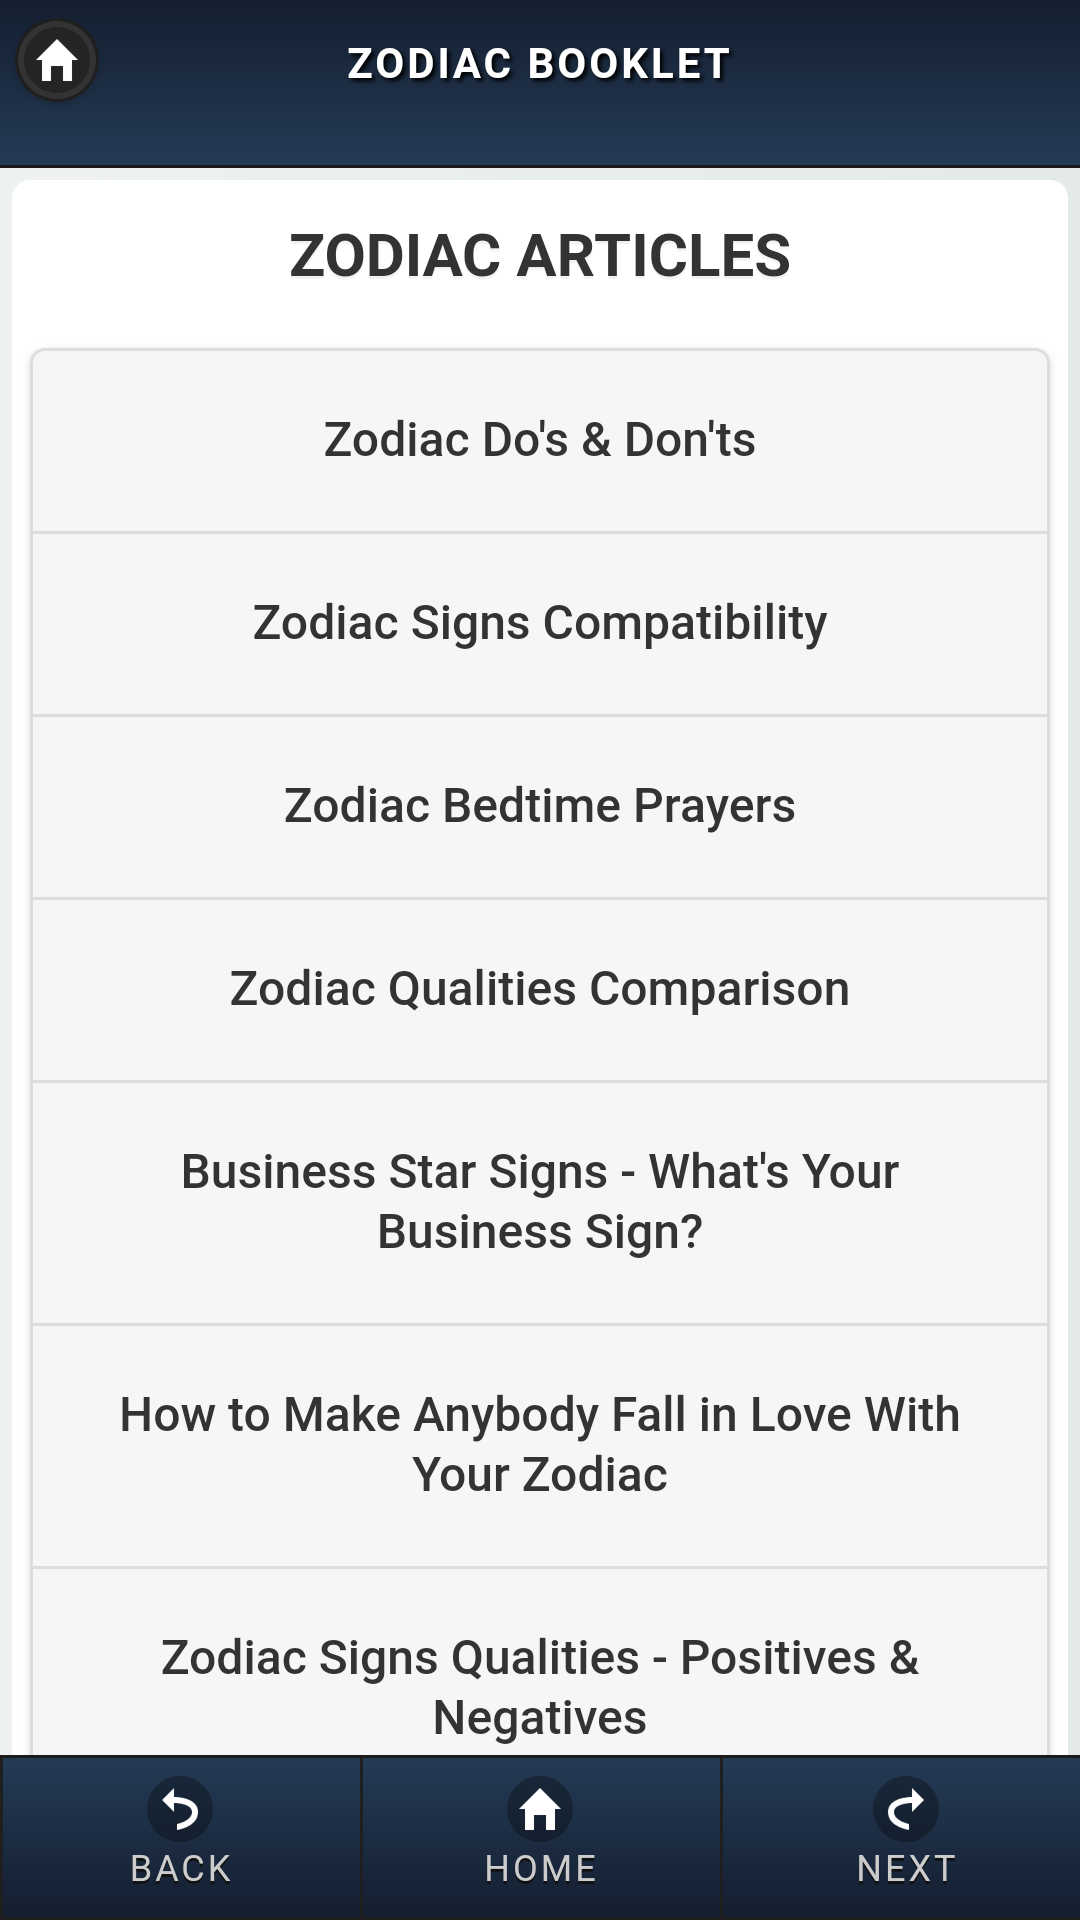 ZODIAC BOOKLET
ZODIAC ARTICLES
Zodiac Do's & Don'ts
Zodiac Signs Compatibility
Zodiac Bedtime Prayers
Zodiac Qualities Comparison
Business Star Signs - What's Your
Business Sign?
How to Make Anybody Fall in Love With
Your Zodiac
Zodiac Signs Qualities - Positives &
Negatives
BACK
HOME
NEXT